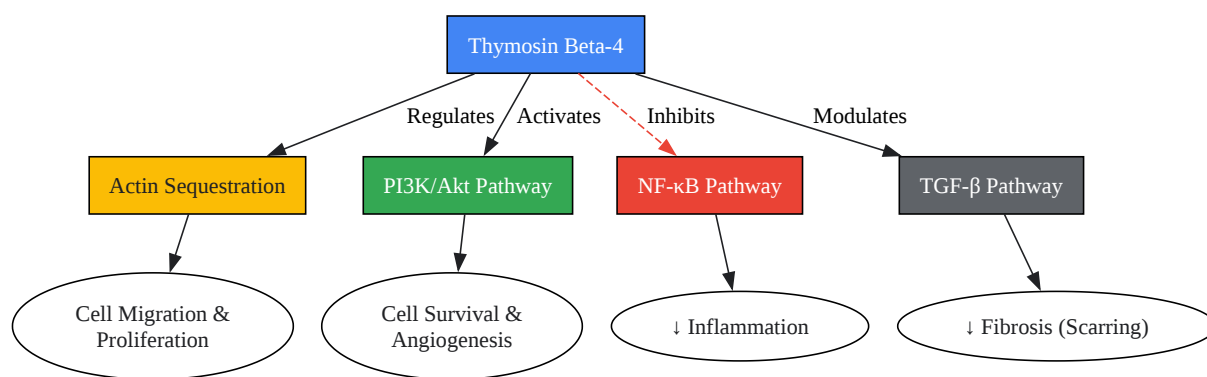 Thymosin Beta-4
Regulates
Activates
Inhibits
Modulates
Actin Sequestration
PI3K/Akt Pathway
NF-κB Pathway
TGF-β Pathway
Cell Migration &
Proliferation
Cell Survival &
Angiogenesis
↓ Inflammation
↓ Fibrosis (Scarring)